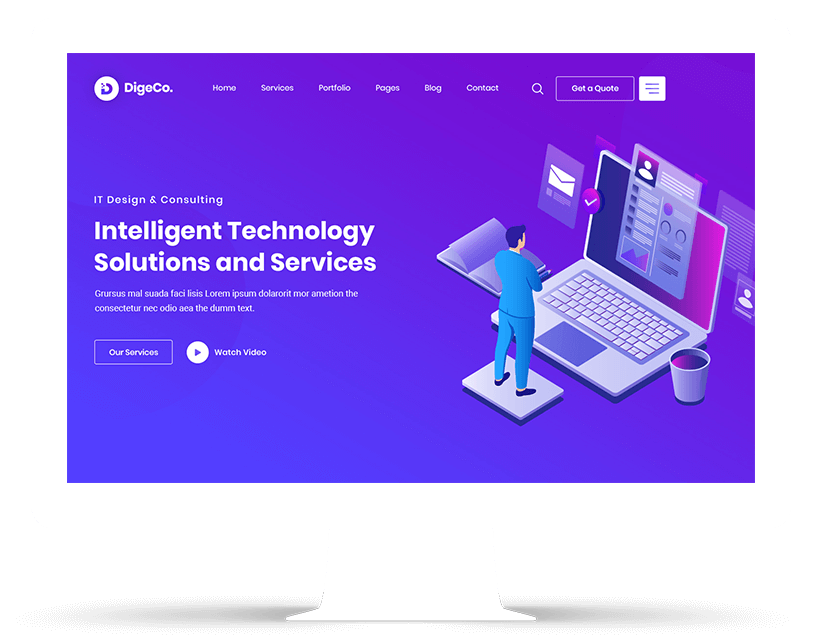 DigeCo.
Home Services Portfolio Pages Blog Contact
Get a Quote
IT Design & Consulting
Intelligent Technology
Solutions and Services
Grursus mal suada faci lisis Lorem ipsum dolarorit mor ametion the
consectetur nec odio aea the dumm text.
Our Services
Watch Video